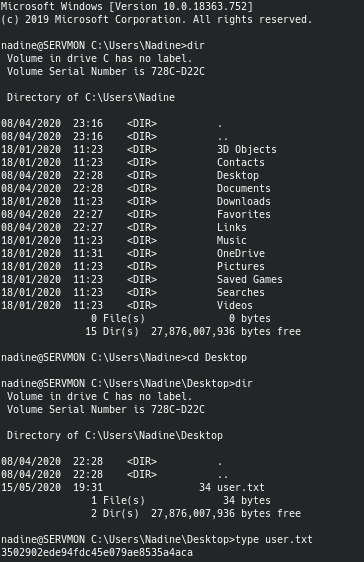 Microsoft Windows [Version 10.0.18363.752]
(c) 2019 Microsoft Corporation. All rights reserved.

nadine@SERVMON C:\Users\Nadine>dir
 Volume in drive C has no label.
 Volume Serial Number is 728C-D22C

 Directory of C:\Users\Nadine

08/04/2020  23:16    <DIR>          .
08/04/2020  23:16    <DIR>          ..
18/01/2020  11:23    <DIR>          3D Objects
18/01/2020  11:23    <DIR>          Contacts
08/04/2020  22:28    <DIR>          Desktop
08/04/2020  22:28    <DIR>          Documents
18/01/2020  11:23    <DIR>          Downloads
08/04/2020  22:27    <DIR>          Favorites
08/04/2020  22:27    <DIR>          Links
18/01/2020  11:23    <DIR>          Music
18/01/2020  11:31    <DIR>          OneDrive
18/01/2020  11:23    <DIR>          Pictures
18/01/2020  11:23    <DIR>          Saved Games
18/01/2020  11:23    <DIR>          Searches
18/01/2020  11:23    <DIR>          Videos
               0 File(s)              0 bytes
              15 Dir(s)  27,876,007,936 bytes free

nadine@SERVMON C:\Users\Nadine>cd Desktop

nadine@SERVMON C:\Users\Nadine\Desktop>dir
 Volume in drive C has no label.
 Volume Serial Number is 728C-D22C

 Directory of C:\Users\Nadine\Desktop

08/04/2020  22:28    <DIR>          .
08/04/2020  22:28    <DIR>          ..
15/05/2020  19:31                34 user.txt
               1 File(s)             34 bytes
               2 Dir(s)  27,876,007,936 bytes free

nadine@SERVMON C:\Users\Nadine\Desktop>type user.txt
3502902ede94fdc45e079ae8535a4aca